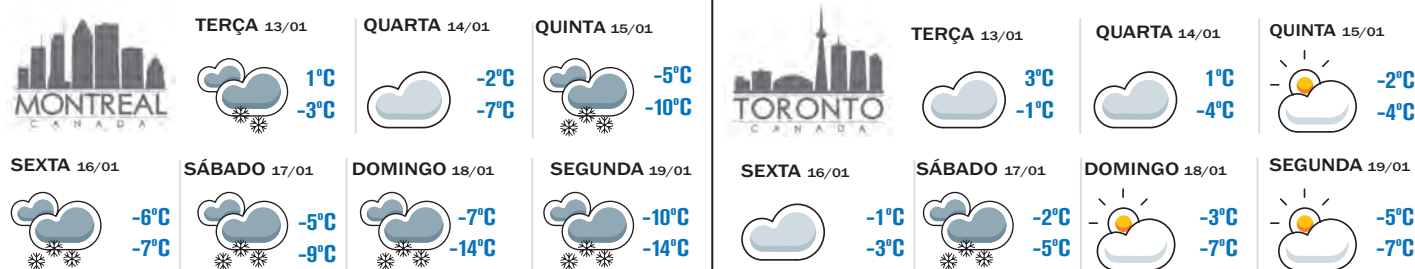 MONTREAL
CANADA
TERÇA 13/01
1ºC
-3ºC
QUARTA 14/01
-2ºC
-7ºC
QUINTA 15/01
-5ºC
-10ºC
SEXTA 16/01
-6ºC
-7ºC
SÁBADO 17/01
-5ºC
-9ºC
DOMINGO 18/01
-7ºC
-14ºC
SEGUNDA 19/01
-10ºC
-14ºC
TORONTO
CANADA
TERÇA 13/01
3ºC
-1ºC
QUARTA 14/01
1ºC
-4ºC
QUINTA 15/01
-2ºC
-4ºC
SEXTA 16/01
-1ºC
-3ºC
SÁBADO 17/01
-2ºC
-5ºC
DOMINGO 18/01
-3ºC
-7ºC
SEGUNDA 19/01
-5ºC
-7ºC